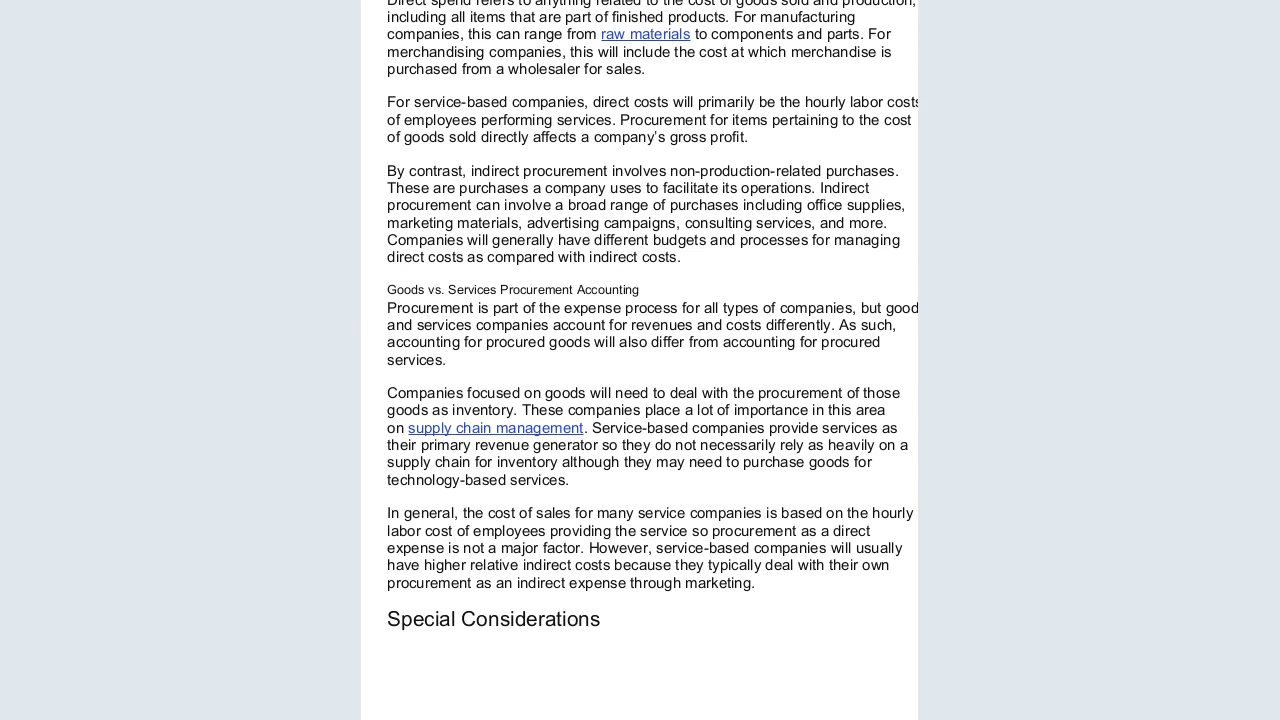 Direct spend refers to anything related to the cost of goods sold and production,
including all items that are part of finished products. For manufacturing
companies, this can range from raw materials to components and parts. For
merchandising companies, this will include the cost at which merchandise is
purchased from a wholesaler for sales.
For service-based companies, direct costs will primarily be the hourly labor costs
of employees performing services. Procurement for items pertaining to the cost
of goods sold directly affects a company’s gross profit.
By contrast, indirect procurement involves non-production-related purchases.
These are purchases a company uses to facilitate its operations. Indirect
procurement can involve a broad range of purchases including office supplies,
marketing materials, advertising campaigns, consulting services, and more.
Companies will generally have different budgets and processes for managing
direct costs as compared with indirect costs.
Goods vs. Services Procurement Accounting
Procurement is part of the expense process for all types of companies, but good
and services companies account for revenues and costs differently. As such,
accounting for procured goods will also differ from accounting for procured
services.
Companies focused on goods will need to deal with the procurement of those
goods as inventory. These companies place a lot of importance in this area
on supply chain management. Service-based companies provide services as
their primary revenue generator so they do not necessarily rely as heavily on a
supply chain for inventory although they may need to purchase goods for
technology-based services.
In general, the cost of sales for many service companies is based on the hourly
labor cost of employees providing the service so procurement as a direct
expense is not a major factor. However, service-based companies will usually
have higher relative indirect costs because they typically deal with their own
procurement as an indirect expense through marketing.
Special Considerations